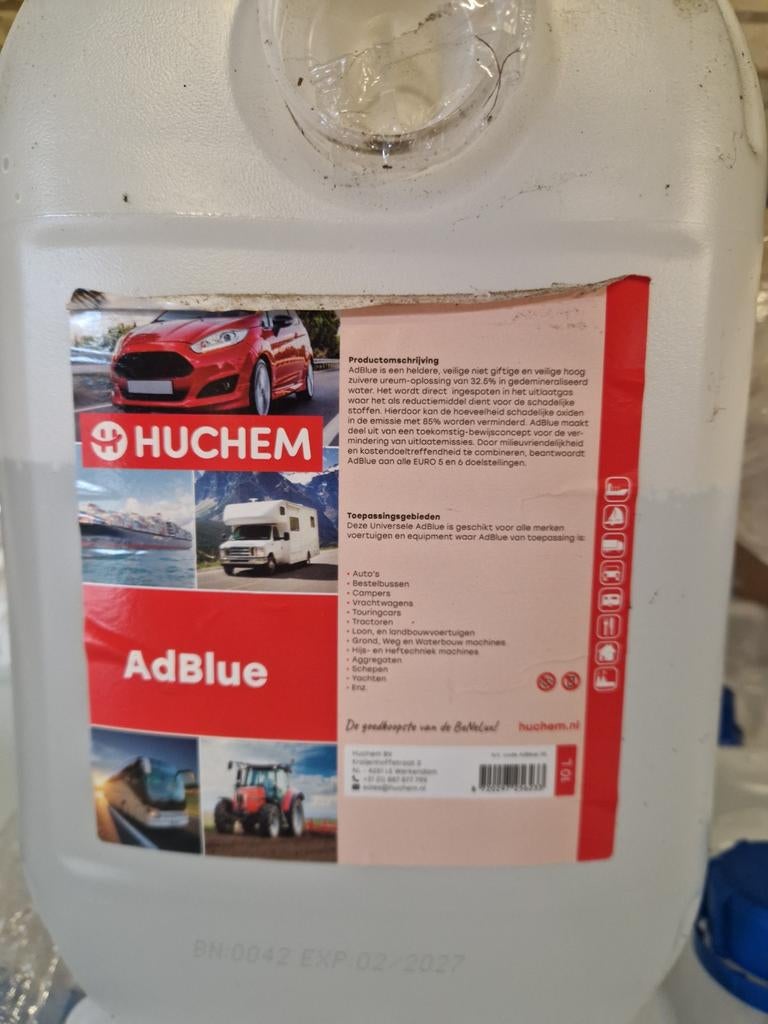 HUCHEM
AdBlue
Productomschrijving
AdBlue is een heldere, veilige niet giftige en veilige hoog
zuivere ureum-oplossing van 32.5% in gedemineraliseerd
water. Het wordt direct ingespoten in het uitlaatgas
waar het als reductiemiddel dient voor de schadelijke
stoffen. Hierdoor kan de hoeveelheid schadelijke oxiden
in de emissie met 85% worden verminderd. AdBlue maakt
deel uit van een toekomstig-bewijsconcept voor de ver-
mindering van uitlaatemissies. Door milieuvriendelijkheid
en kostendoeltreffendheid te combineren, beantwoordt
AdBlue aan alle EURO 5 en 6 doelstellingen.
Toepassingsgebieden
Deze Universele AdBlue is geschikt voor alle merken
voertuigen en equipment waar AdBlue van toepassing is:
• Auto's
• Bestelbussen
• Campers
• Vrachtwagens
• Touringcars
• Tractoren
• Loon, en landbouwvoertuigen
• Grond, Weg en Waterbouw machines
• Hijs- en Heftechniek machines
• Aggregaten
• Schepen
• Yachten
• Enz.
De goedkoopste van de BeNeLux! huchem.nl
Huchem BV
NL - 4251 LS Werkendam
sales@huchem.nl
10L
BN:0042 EXP:02/2027